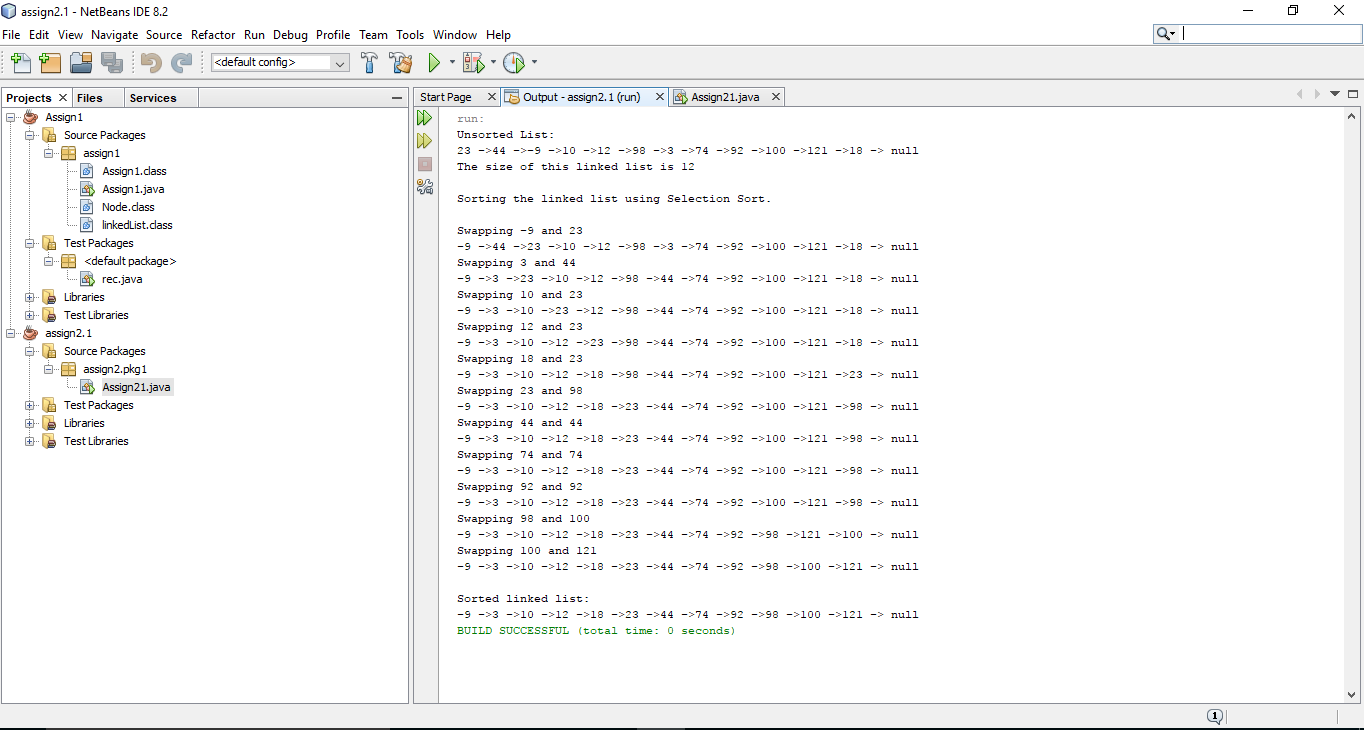 assign2.1 - NetBeans IDE 8.2
File Edit View Navigate Source Refactor Run Debug Profile Team Tools Window Help
<default config>
Projects Files Services
Assign1
Source Packages
assign1
Assign1.class
Assign1.java
Node.class
linkedList.class
Test Packages
<default package>
rec.java
Libraries
Test Libraries
assign2.1
Source Packages
assign2.pkg1
Assign21.java
Test Packages
Libraries
Test Libraries
Start Page Output - assign2.1 (run) Assign21.java
run:
Unsorted List:
23 ->44 ->-9 ->10 ->12 ->98 ->3 ->74 ->92 ->100 ->121 ->18 -> null
The size of this linked list is 12
Sorting the linked list using Selection Sort.
Swapping -9 and 23
-9 ->44 ->23 ->10 ->12 ->98 ->3 ->74 ->92 ->100 ->121 ->18 -> null
Swapping 3 and 44
-9 ->3 ->23 ->10 ->12 ->98 ->44 ->74 ->92 ->100 ->121 ->18 -> null
Swapping 10 and 23
-9 ->3 ->10 ->23 ->12 ->98 ->44 ->74 ->92 ->100 ->121 ->18 -> null
Swapping 12 and 23
-9 ->3 ->10 ->12 ->23 ->98 ->44 ->74 ->92 ->100 ->121 ->18 -> null
Swapping 18 and 23
-9 ->3 ->10 ->12 ->18 ->98 ->44 ->74 ->92 ->100 ->121 ->23 -> null
Swapping 23 and 98
-9 ->3 ->10 ->12 ->18 ->23 ->44 ->74 ->92 ->100 ->121 ->98 -> null
Swapping 44 and 44
-9 ->3 ->10 ->12 ->18 ->23 ->44 ->74 ->92 ->100 ->121 ->98 -> null
Swapping 74 and 74
-9 ->3 ->10 ->12 ->18 ->23 ->44 ->74 ->92 ->100 ->121 ->98 -> null
Swapping 92 and 92
-9 ->3 ->10 ->12 ->18 ->23 ->44 ->74 ->92 ->100 ->121 ->98 -> null
Swapping 98 and 100
-9 ->3 ->10 ->12 ->18 ->23 ->44 ->74 ->92 ->98 ->121 ->100 -> null
Swapping 100 and 121
-9 ->3 ->10 ->12 ->18 ->23 ->44 ->74 ->92 ->98 ->100 ->121 -> null
Sorted linked list:
-9 ->3 ->10 ->12 ->18 ->23 ->44 ->74 ->92 ->98 ->100 ->121 -> null
BUILD SUCCESSFUL (total time: 0 seconds)
1